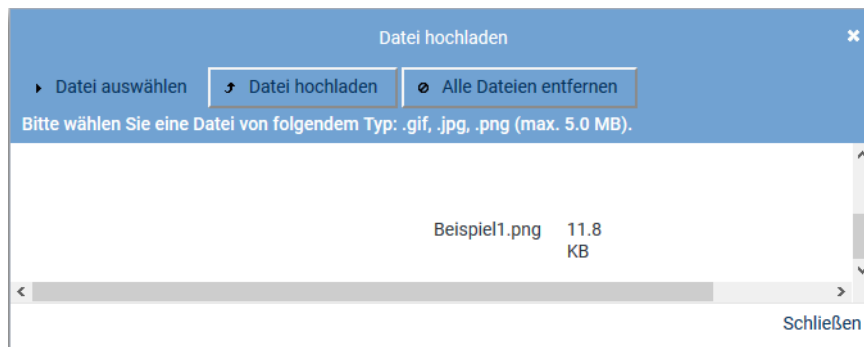 Datei hochladen
Datei auswählen Datei hochladen Alle Dateien entfernen
Bitte wählen Sie eine Datei von folgendem Typ: .gif, .jpg, .png (max. 5.0 MB).
Beispiel1.png 11.8
KB
Schließen